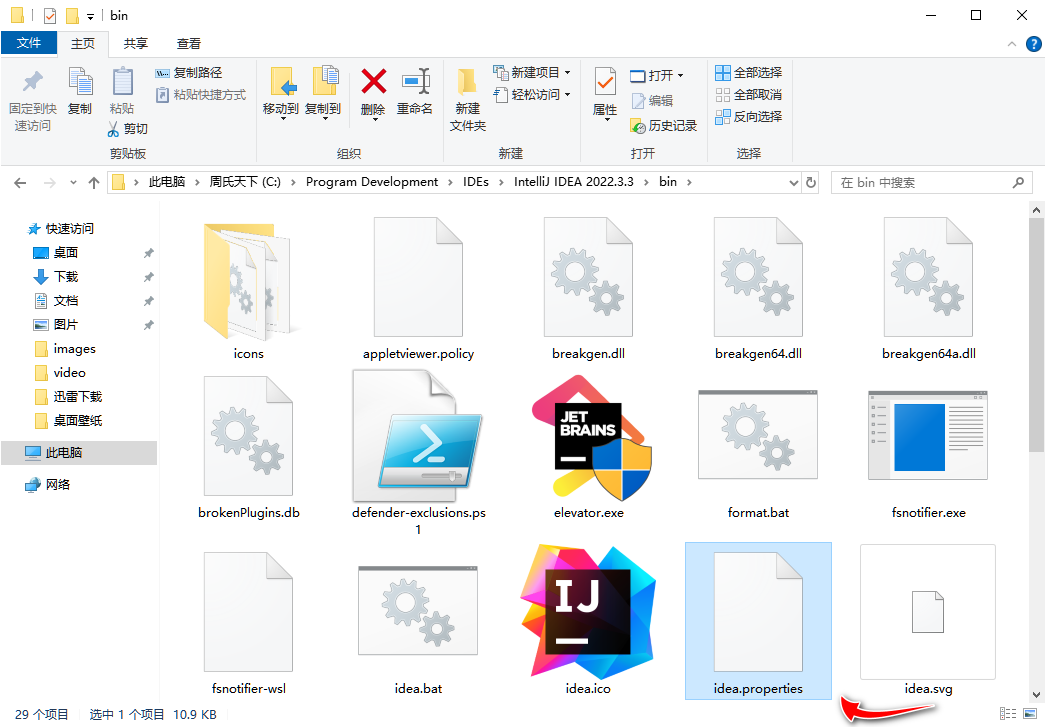 bin
文件 主页 共享 查看
固定到快速访问
复制
粘贴
复制路径
粘贴快捷方式
剪切
剪贴板
移动到
复制到
删除
重命名
组织
新建文件夹
新建项目
轻松访问
新建
属性
打开
编辑
历史记录
打开
全部选择
全部取消
反向选择
选择
此电脑 › 周氏天下 (C:) › Program Development › IDEs › IntelliJ IDEA 2022.3.3 › bin ›
在 bin 中搜索
快速访问
桌面
下载
文档
图片
images
video
迅雷下载
桌面壁纸
此电脑
网络
icons
appletviewer.policy
breakgen.dll
breakgen64.dll
breakgen64a.dll
brokenPlugins.db
defender-exclusions.ps
1
JET
BRAINS
elevator.exe
format.bat
fsnotifier.exe
fsnotifier-wsl
idea.bat
IJ
idea.ico
idea.properties
idea.svg
29 个项目 选中 1 个项目 10.9 KB